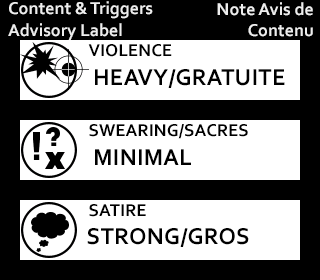 Content & Triggers Note Avis de
Advisory Label Contenu
VIOLENCE
HEAVY/GRATUITE
!?x
SWEARING/SACRES
MINIMAL
SATIRE
STRONG/GROS